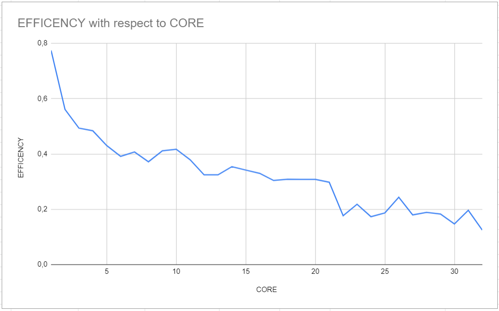 EFFICENCY with respect to CORE
0,8
0,6
0,4
0,2
0,0
EFFICENCY
5 10 15 20 25 30
CORE